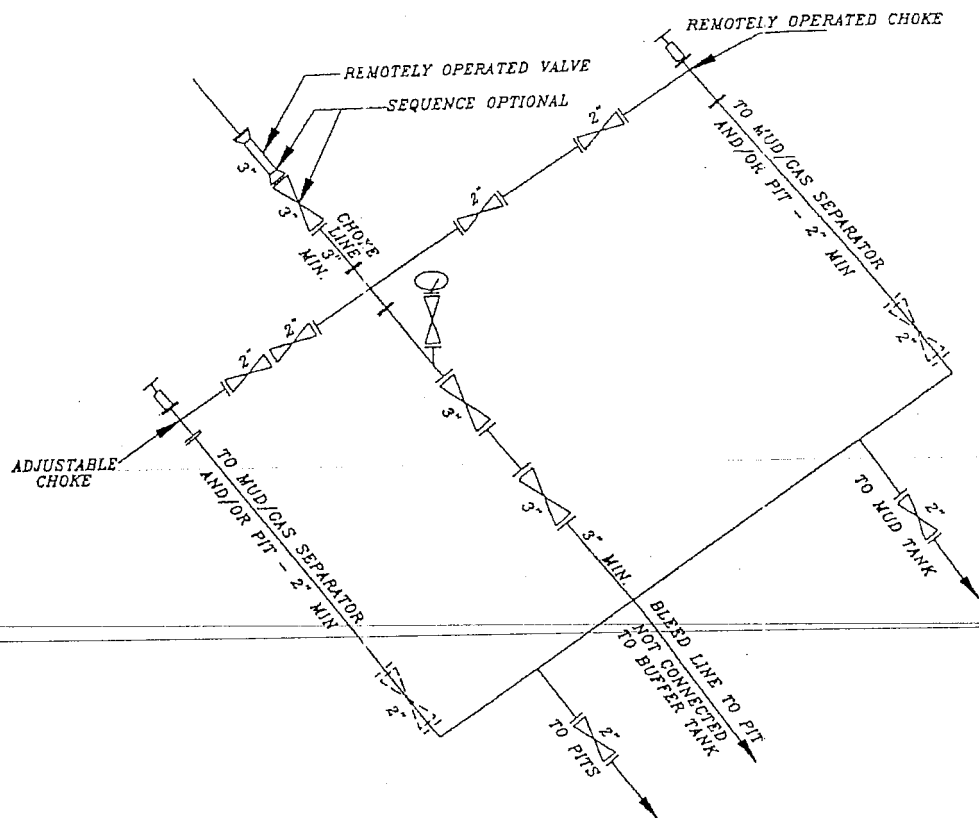 REMOTELY OPERATED CHOKE
REMOTELY OPERATED VALVE
SEQUENCE OPTIONAL
3"
3"
CHOKE
LINE
3"
MIN.
2"
2"
TO MUD/GAS SEPARATOR
AND/OR PIT - 2" MIN
2"
2"
2"
ADJUSTABLE
CHOKE
TO MUD/GAS SEPARATOR
AND/OR PIT - 2" MIN
2"
3"
3"
3" MIN.
BLEED LINE TO PIT
NOT CONNECTED
TO BUFFER TANK
2"
TO MUD TANK
2"
TO PITS